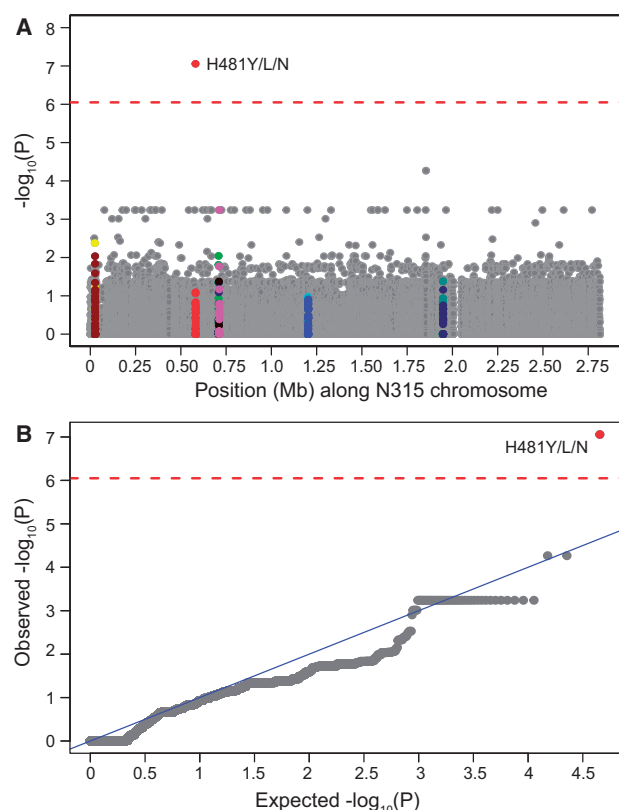 A
8
7
6
5
4
3
2
1
0
-log10(P)
H481Y/L/N
0 0.25 0.50 0.75 1.00 1.25 1.50 1.75 2.0 2.25 2.50 2.75
Position (Mb) along N315 chromosome
B
7
6
5
4
3
2
1
0
Observed -log10(P)
H481Y/L/N
0 0.5 1 1.5 2 2.5 3 3.5 4 4.5
Expected -log10(P)